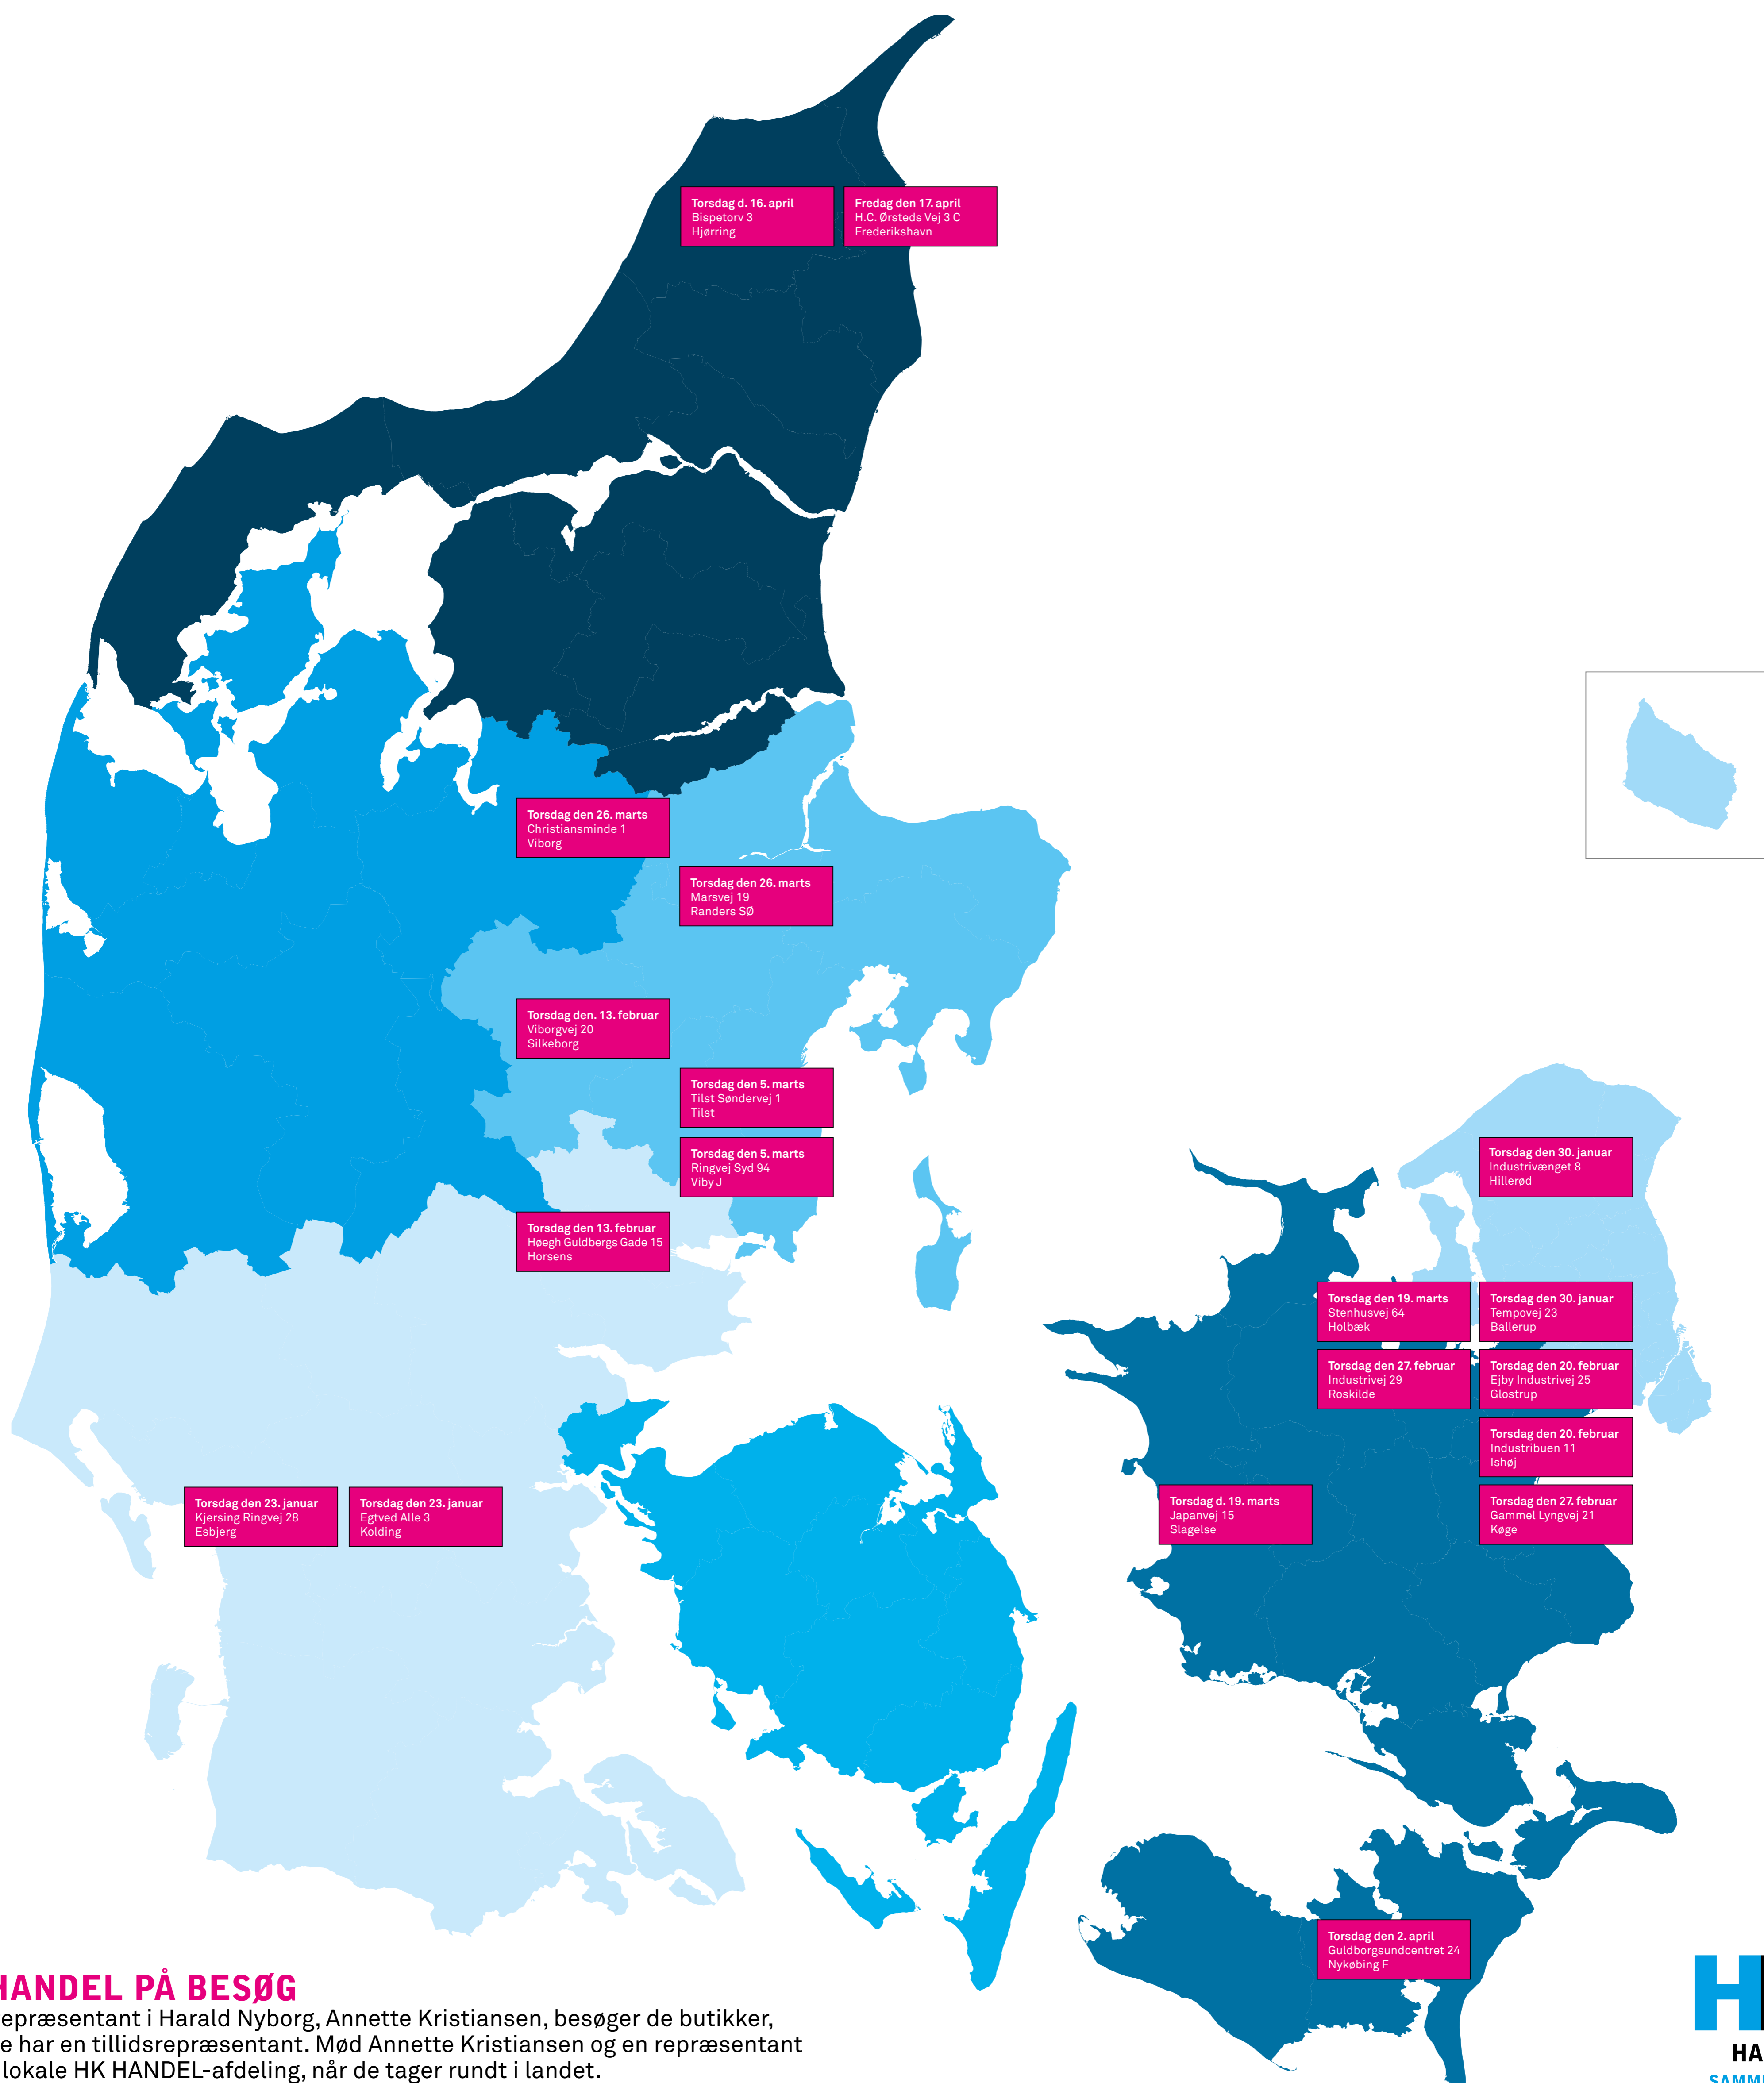 Torsdag d. 16. april
Bispetorv 3
Hjørring
Fredag den 17. april
H.C. Ørsteds Vej 3 C
Frederikshavn
Torsdag den 26. marts
Christiansminde 1
Viborg
Torsdag den 26. marts
Marsvej 19
Randers SØ
Torsdag den. 13. februar
Viborgvej 20
Silkeborg
Torsdag den 5. marts
Tilst Søndervej 1
Tilst
Torsdag den 5. marts
Ringvej Syd 94
Viby J
Torsdag den 13. februar
Høegh Guldbergs Gade 15
Horsens
Torsdag den 30. januar
Industrivænget 8
Hillerød
Torsdag den 19. marts
Stenhusvej 64
Holbæk
Torsdag den 30. januar
Tempovej 23
Ballerup
Torsdag den 27. februar
Industrivej 29
Roskilde
Torsdag den 20. februar
Ejby Industrivej 25
Glostrup
Torsdag den 20. februar
Industribuen 11
Ishøj
Torsdag den 23. januar
Kjersing Ringvej 28
Esbjerg
Torsdag den 23. januar
Egtved Alle 3
Kolding
Torsdag d. 19. marts
Japanvej 15
Slagelse
Torsdag den 27. februar
Gammel Lyngvej 21
Køge
Torsdag den 2. april
Guldborgsundcentret 24
Nykøbing F
HANDEL PÅ BESØG
epræsentant i Harald Nyborg, Annette Kristiansen, besøger de butikker,
e har en tillidsrepræsentant. Mød Annette Kristiansen og en repræsentant
lokale HK HANDEL-afdeling, når de tager rundt i landet.
H
HA
SAMM